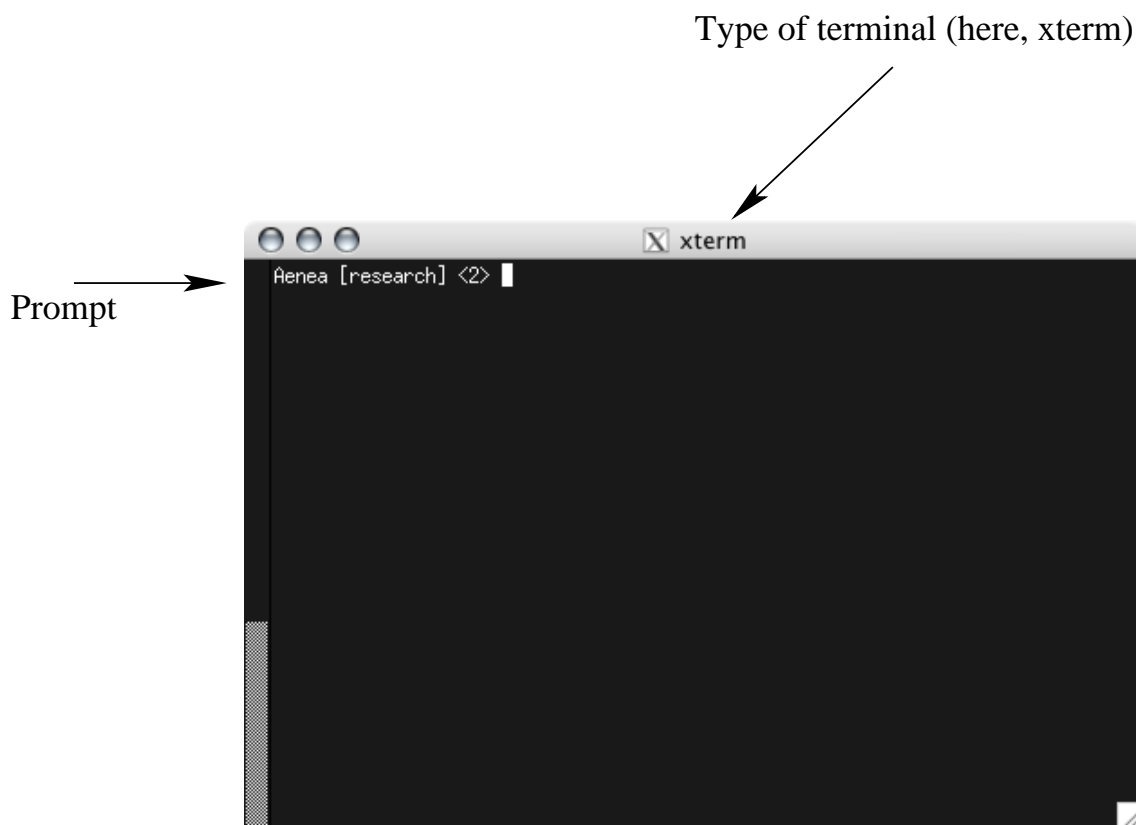 Type of terminal (here, xterm)
X xterm
Aenea [research] <2>
Prompt